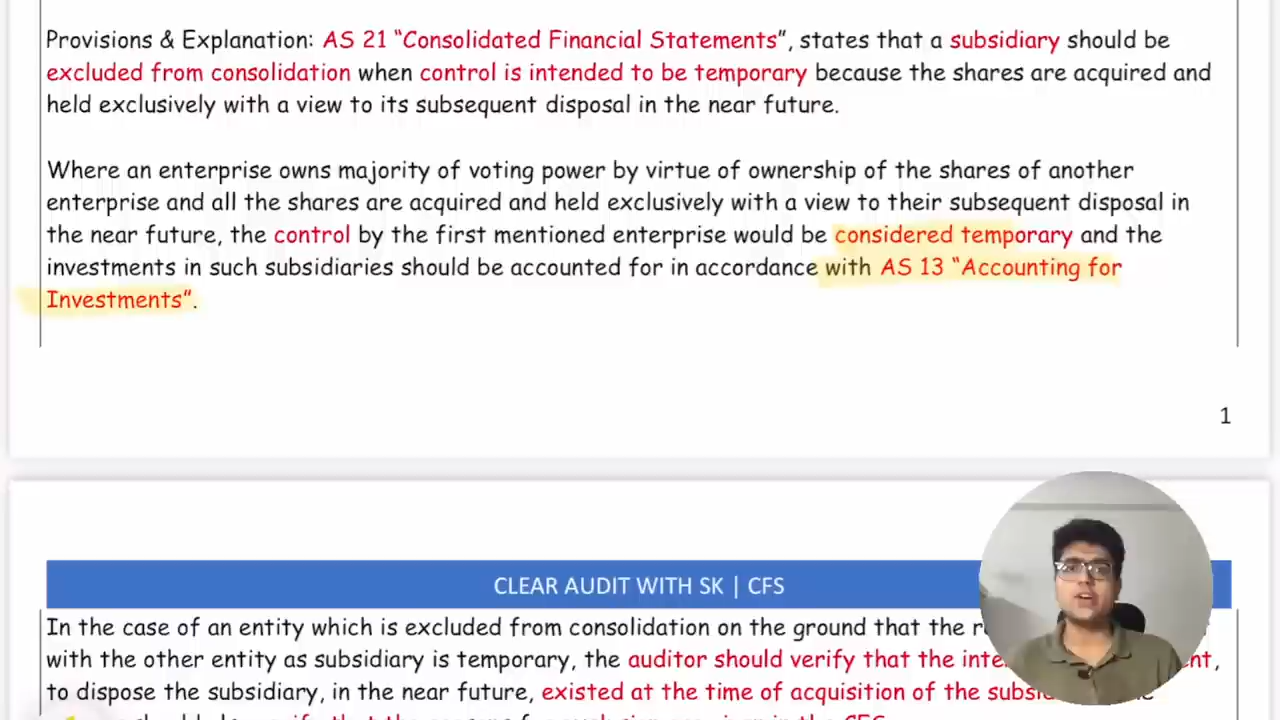 Provisions & Explanation: AS 21 “Consolidated Financial Statements”, states that a subsidiary should be
excluded from consolidation when control is intended to be temporary because the shares are acquired and
held exclusively with a view to its subsequent disposal in the near future.
Where an enterprise owns majority of voting power by virtue of ownership of the shares of another
enterprise and all the shares are acquired and held exclusively with a view to their subsequent disposal in
the near future, the control by the first mentioned enterprise would be considered temporary and the
investments in such subsidiaries should be accounted for in accordance with AS 13 “Accounting for
Investments”.
1
CLEAR AUDIT WITH SK | CFS
In the case of an entity which is excluded from consolidation on the ground that the
with the other entity as subsidiary is temporary, the auditor should verify that the
to dispose the subsidiary, in the near future, existed at the time of acquisition of the